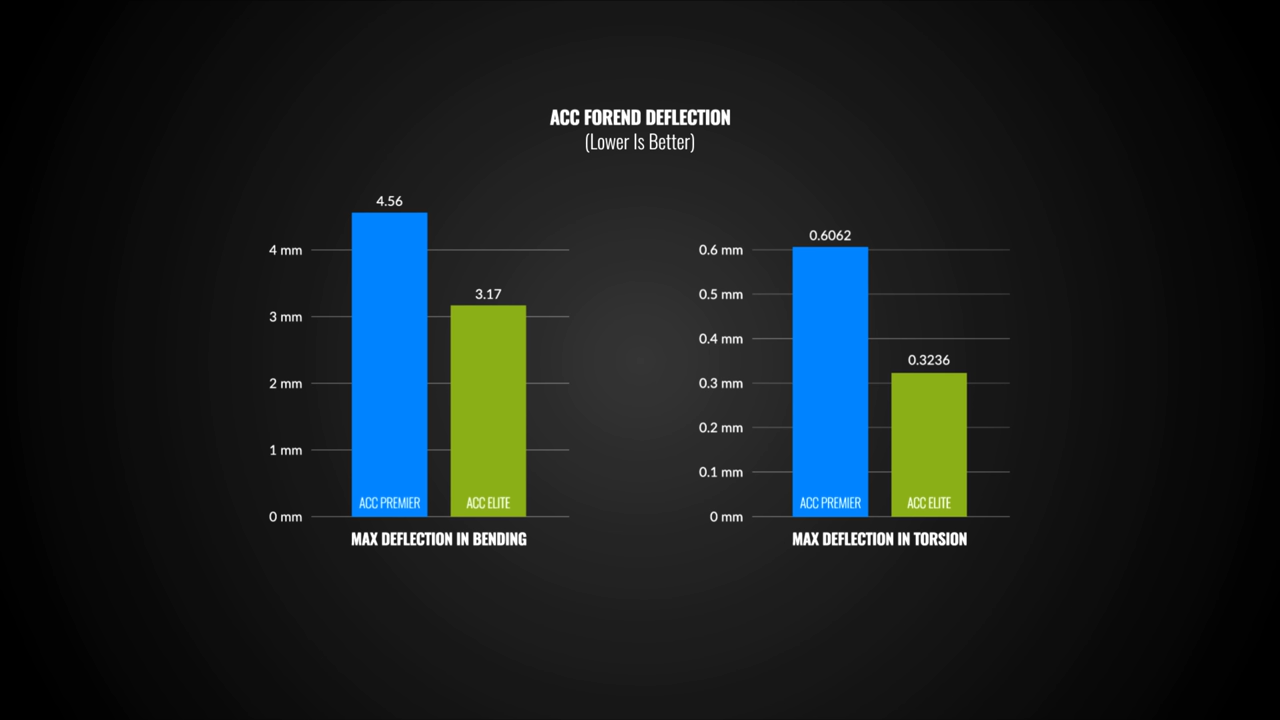 ACC FOREND DEFLECTION
(Lower Is Better)
4.56
4 mm
3.17
3 mm
2 mm
1 mm
ACC PREMIER
ACC ELITE
0 mm
MAX DEFLECTION IN BENDING
0.6062
0.6 mm
0.5 mm
0.4 mm
0.3236
0.3 mm
0.2 mm
0.1 mm
ACC PREMIER
ACC ELITE
0 mm
MAX DEFLECTION IN TORSION